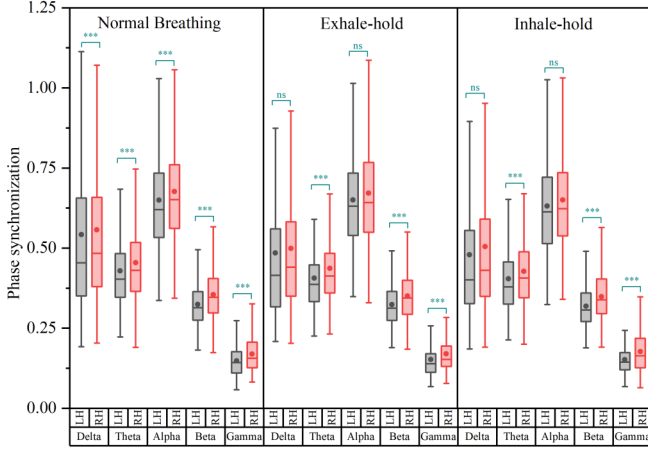 Normal Breathing Exhale-hold Inhale-hold
Phase synchronization
1.25
1.00
0.75
0.50
0.25
0.00
*** *** *** *** ***
ns *** ns *** ***
ns *** ns *** ***
LH RH LH RH LH RH LH RH LH RH LH RH LH RH LH RH LH RH LH RH LH RH LH RH LH RH LH RH LH RH
Delta Theta Alpha Beta Gamma Delta Theta Alpha Beta Gamma Delta Theta Alpha Beta Gamma